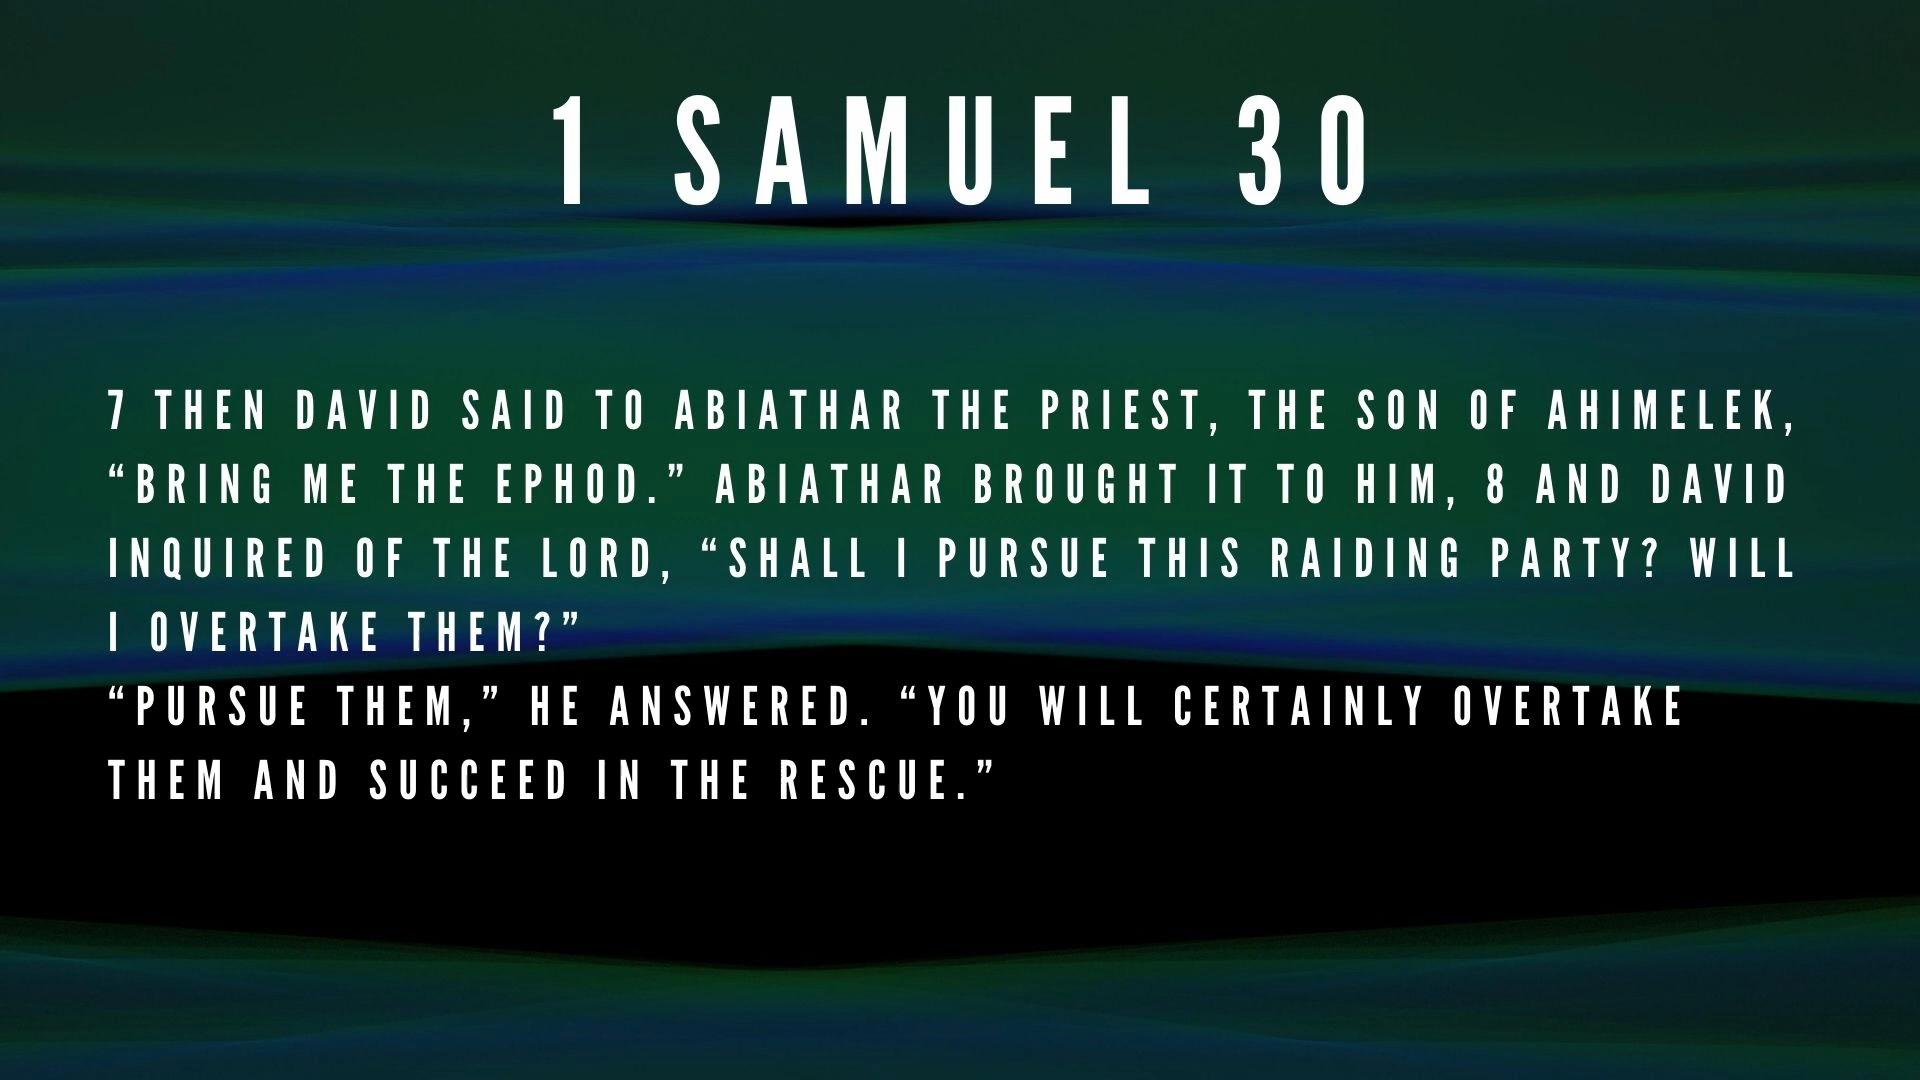 1 SAMUEL 30
7 THEN DAVID SAID TO ABIATHAR THE PRIEST, THE SON OF AHIMELEK,
“BRING ME THE EPHOD.” ABIATHAR BROUGHT IT TO HIM, 8 AND DAVID
INQUIRED OF THE LORD, “SHALL I PURSUE THIS RAIDING PARTY? WILL
I OVERTAKE THEM?”
“PURSUE THEM,” HE ANSWERED. “YOU WILL CERTAINLY OVERTAKE
THEM AND SUCCEED IN THE RESCUE.”